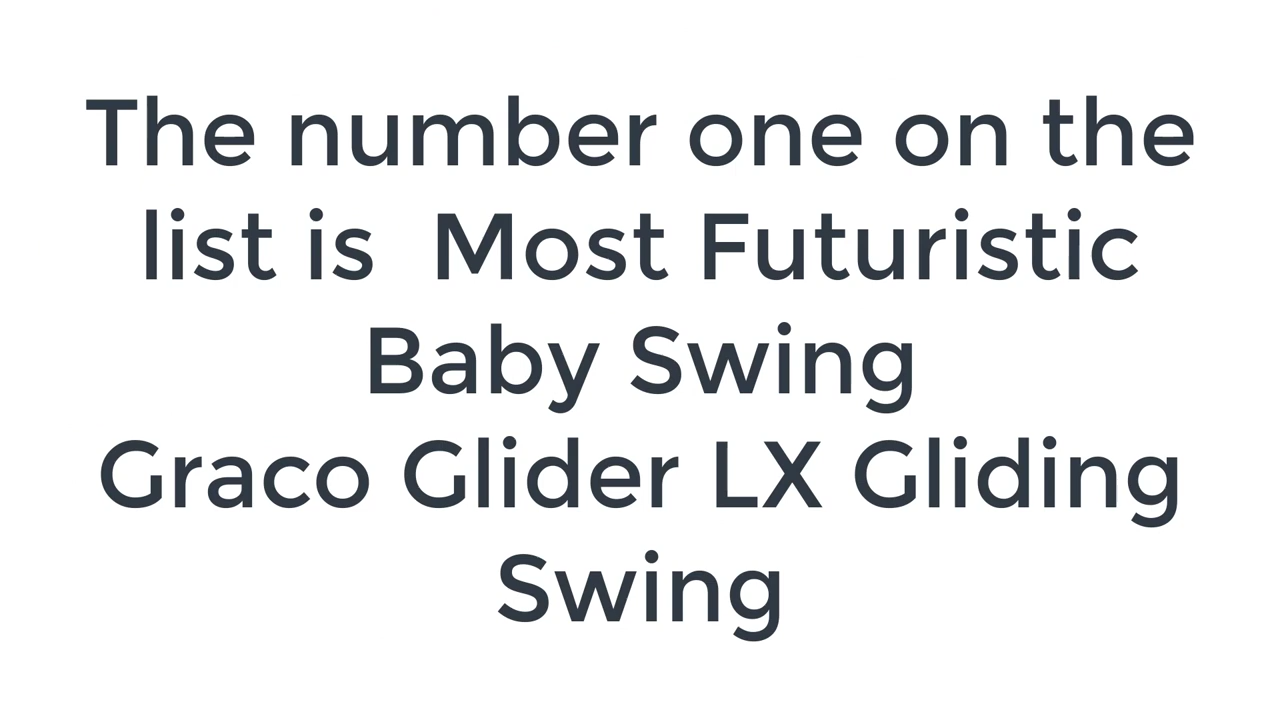 The number one on the
list is  Most Futuristic
Baby Swing
Graco Glider LX Gliding
Swing